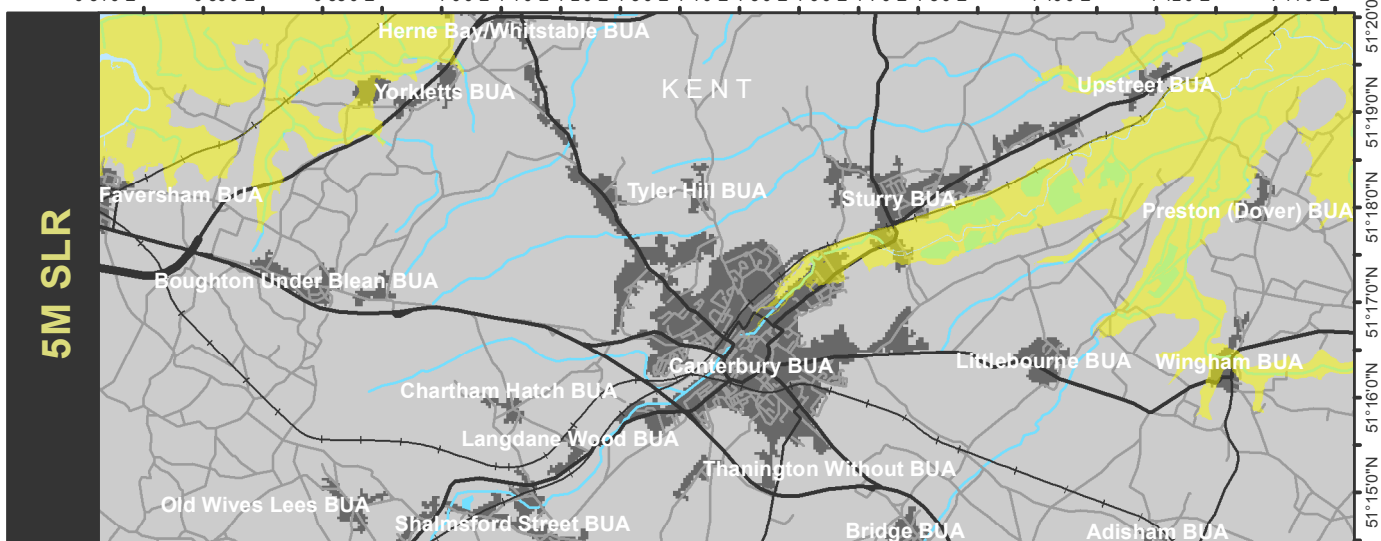 Herne Bay/Whitstable BUA
KENT
Yorkletts BUA
Upstreet BUA
Faversham BUA
Tyler Hill BUA
Sturry BUA
Preston (Dover) BUA
Boughton Under Blean BUA
Canterbury BUA
Littlebourne BUA
Wingham BUA
Chartham Hatch BUA
Langdane Wood BUA
Thanington Without BUA
Old Wives Lees BUA
Shalmsford Street BUA
Bridge BUA
Adisham BUA
5M SLR
51°19'0"N
51°18'0"N
51°17'0"N
51°16'0"N
51°15'0"N